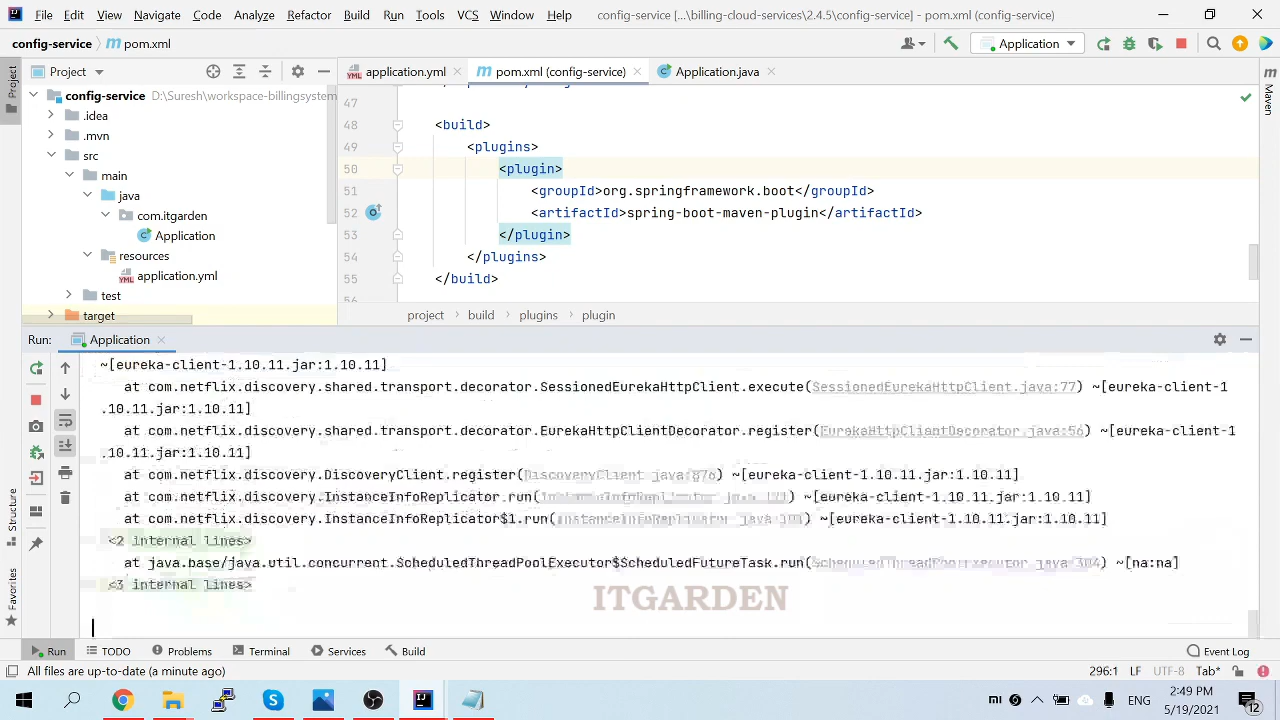 File Edit View Navigate Code Analyze Refactor Build Run Tools VCS Window Help config-service [...\billing-cloud-services\2.4.5\config-service] - pom.xml (config-service)
config-service pom.xml Application
Project application.yml pom.xml (config-service) Application.java
Project
Maven
config-service D:\Suresh\workspace-billingsystem
.idea
.mvn
src
main
java
com.itgarden
Application
resources
application.yml
test
target
47
48 <build>
49 <plugins>
50 <plugin>
51 <groupId>org.springframework.boot</groupId>
52 <artifactId>spring-boot-maven-plugin</artifactId>
53 </plugin>
54 </plugins>
55 </build>
56
project build plugins plugin
Run: Application
~[eureka-client-1.10.11.jar:1.10.11]
at com.netflix.discovery.shared.transport.decorator.SessionedEurekaHttpClient.execute(SessionedEurekaHttpClient.java:77) ~[eureka-client-1
.10.11.jar:1.10.11]
at com.netflix.discovery.shared.transport.decorator.EurekaHttpClientDecorator.register(EurekaHttpClientDecorator.java:56) ~[eureka-client-1
.10.11.jar:1.10.11]
at com.netflix.discovery.DiscoveryClient.register(DiscoveryClient.java:876) ~[eureka-client-1.10.11.jar:1.10.11]
at com.netflix.discovery.InstanceInfoReplicator.run( ) ~[eureka-client-1.10.11.jar:1.10.11]
at com.netflix.discovery.InstanceInfoReplicator$1.run( ) ~[eureka-client-1.10.11.jar:1.10.11]
<2 internal lines>
at java.base/java.util.concurrent.ScheduledThreadPoolExecutor$ScheduledFutureTask.run(ScheduledThreadPoolExecutor.java:304) ~[na:na]
<3 internal lines>
ITGARDEN
Structure
Favorites
Run TODO Problems Terminal Services Build Event Log
All files are up-to-date (a minute ago) 296:1 LF UTF-8 Tab*
ENG 2:49 PM
5/19/2021 12